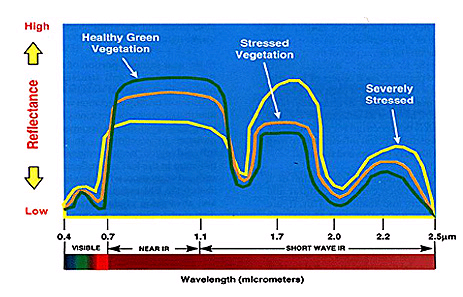 High
Healthy Green
Vegetation
Stressed
Vegetation
Severely
Stressed
Reflectance
Low
0.4 0.7 1.1 1.7 2.0 2.2 2.5µm
VISIBLE NEAR IR SHORT WAVE IR
Wavelength (micrometers)